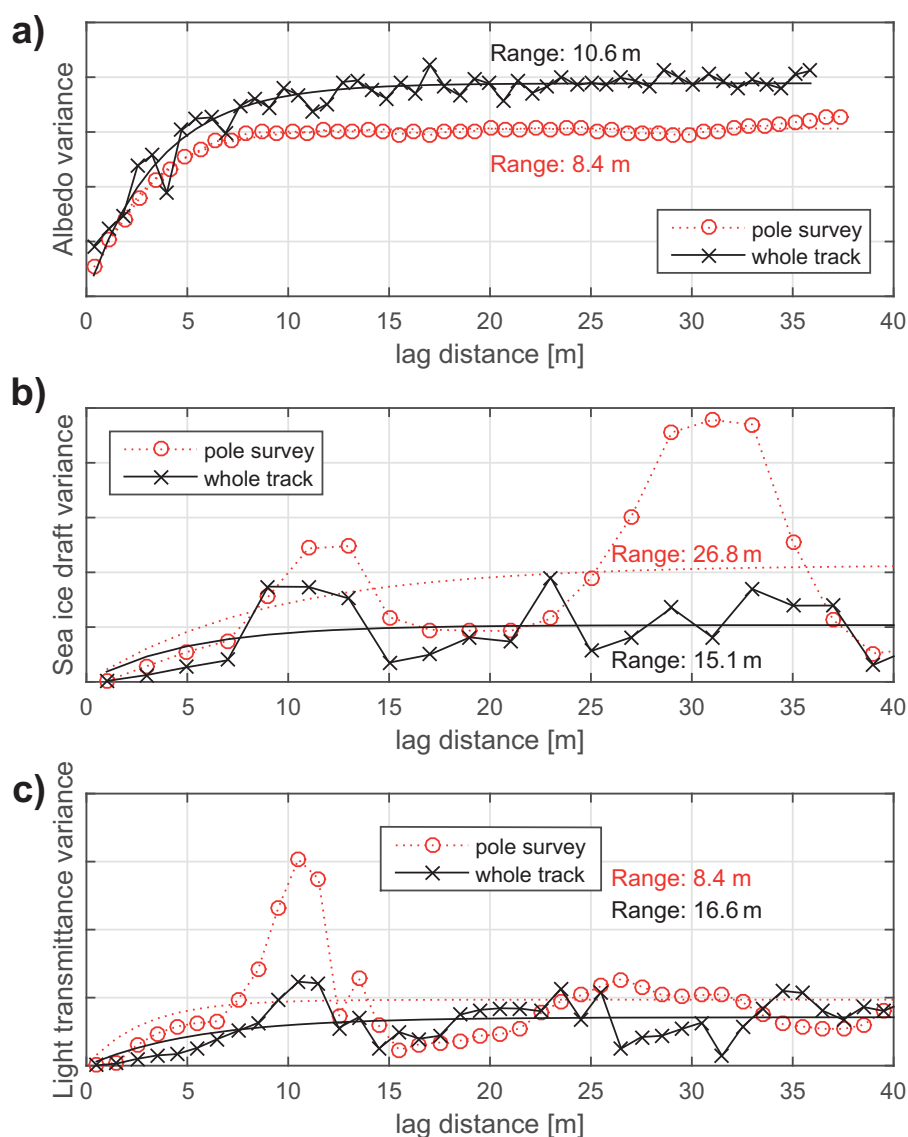 a)
Albedo variance
Range: 10.6 m
Range: 8.4 m
pole survey
whole track
0 5 10 15 20 25 30 35 40
lag distance [m]
b)
Sea ice draft variance
pole survey
whole track
Range: 26.8 m
Range: 15.1 m
0 5 10 15 20 25 30 35 40
lag distance [m]
c)
Light transmittance variance
pole survey
whole track
Range: 8.4 m
Range: 16.6 m
0 5 10 15 20 25 30 35 40
lag distance [m]